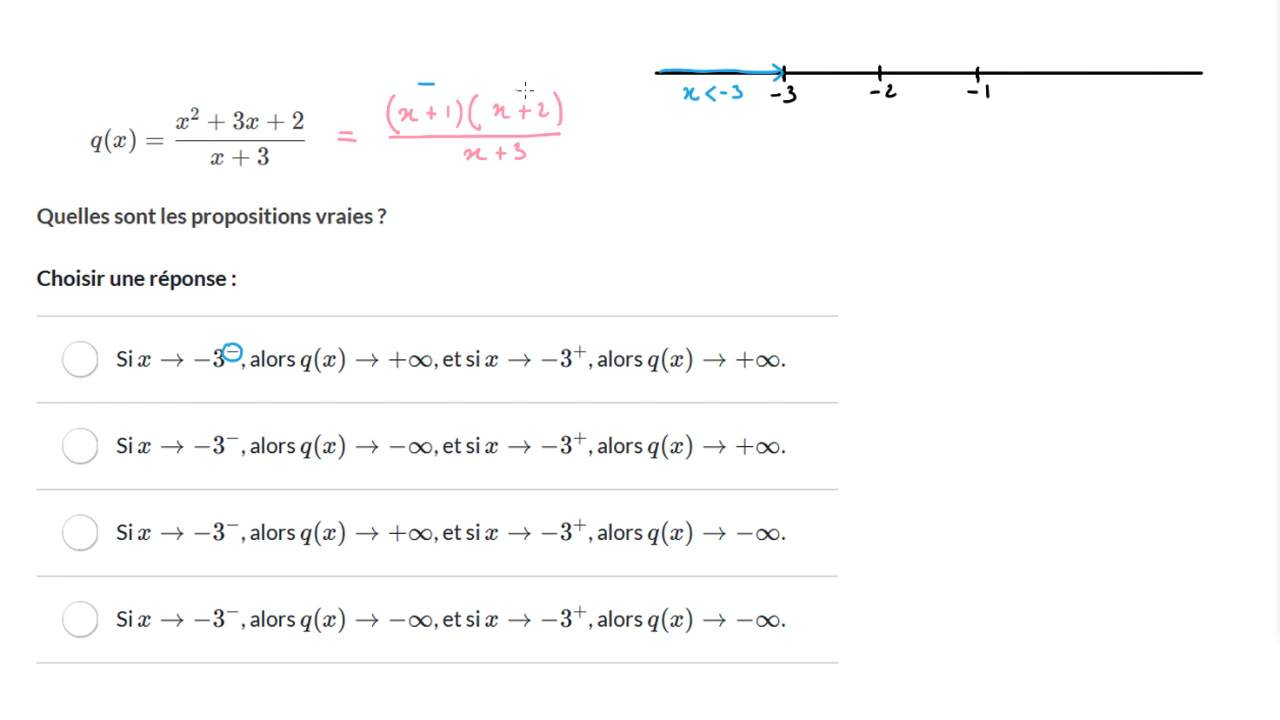 q(x) = (x² + 3x + 2)/(x + 3) = ((x + 1)(x + 2))/(x + 3)
−
x < -3 -3 -2 -1
Quelles sont les propositions vraies ?
Choisir une réponse :
Si x → −3⁻, alors q(x) → +∞, et si x → −3⁺, alors q(x) → +∞.
Si x → −3⁻, alors q(x) → −∞, et si x → −3⁺, alors q(x) → +∞.
Si x → −3⁻, alors q(x) → +∞, et si x → −3⁺, alors q(x) → −∞.
Si x → −3⁻, alors q(x) → −∞, et si x → −3⁺, alors q(x) → −∞.